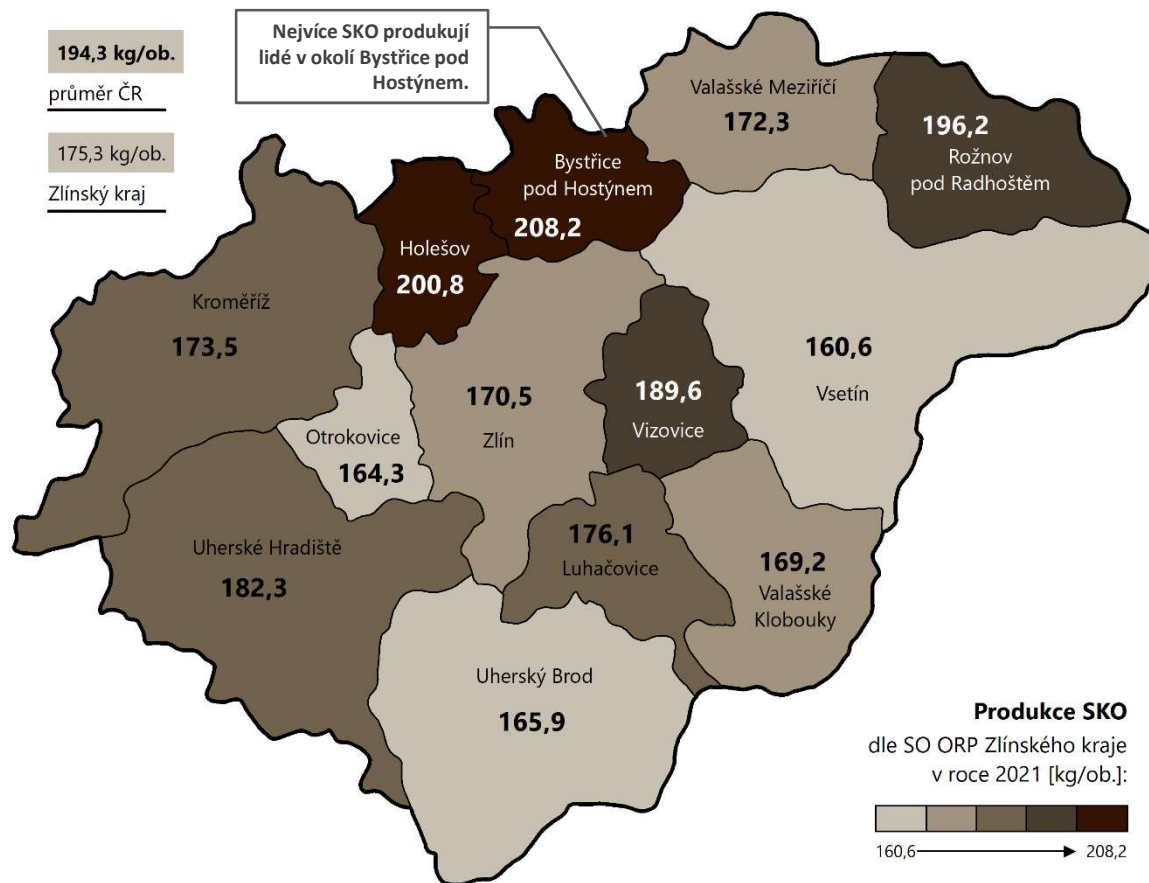 194,3 kg/ob.
průměr ČR
175,3 kg/ob.
Zlínský kraj
Nejvíce SKO produkují
lidé v okolí Bystřice pod
Hostýnem.
Valašské Meziříčí
172,3
196,2
Rožnov
pod Radhoštěm
Bystřice
pod Hostýnem
208,2
Holešov
200,8
Kroměříž
173,5
160,6
Vsetín
170,5
Zlín
189,6
Vizovice
Otrokovice
164,3
Uherské Hradiště
182,3
176,1
Luhačovice
169,2
Valašské
Klobouky
Uherský Brod
165,9
Produkce SKO
dle SO ORP Zlínského kraje
v roce 2021 [kg/ob.]:
160,6 208,2